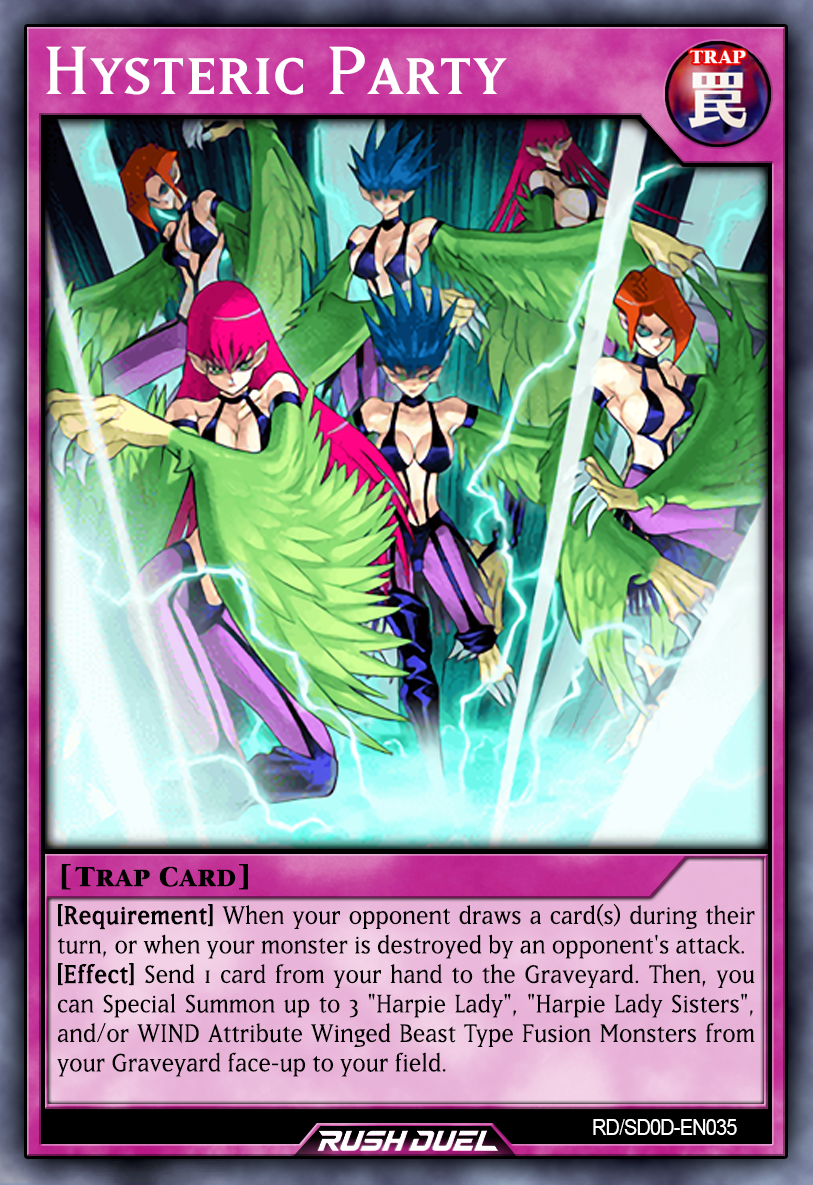 Hysteric Party
TRAP
罠
[Trap Card]
[Requirement] When your opponent draws a card(s) during their
turn, or when your monster is destroyed by an opponent's attack.
[Effect] Send 1 card from your hand to the Graveyard. Then, you
can Special Summon up to 3 "Harpie Lady", "Harpie Lady Sisters",
and/or WIND Attribute Winged Beast Type Fusion Monsters from
your Graveyard face-up to your field.
RD/SD0D-EN035
RUSH DUEL